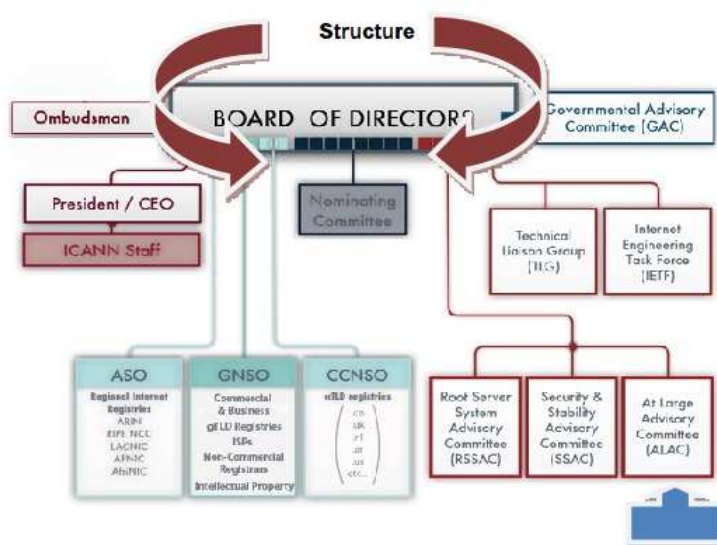 Structure
BOARD OF DIRECTORS
Ombudsman
Governmental Advisory
Committee (GAC)
President / CEO
ICANN Staff
Nominating
Committee
Technical
Liaison Group
(TLG)
Internet
Engineering
Task Force
(IETF)
ASO
Regional Internet
Registries
ARIN
RIPE NCC
LACNIC
APNIC
AfriNIC
GNSO
Commercial
& Business
gTLD Registries
ISPs
Non-Commercial
Registrars
Intellectual Property
CCNSO
ccTLD registries
.uk
etc.
Root Server
System
Advisory
Committee
(RSSAC)
Security &
Stability
Advisory
Committee
(SSAC)
At Large
Advisory
Committee
(ALAC)